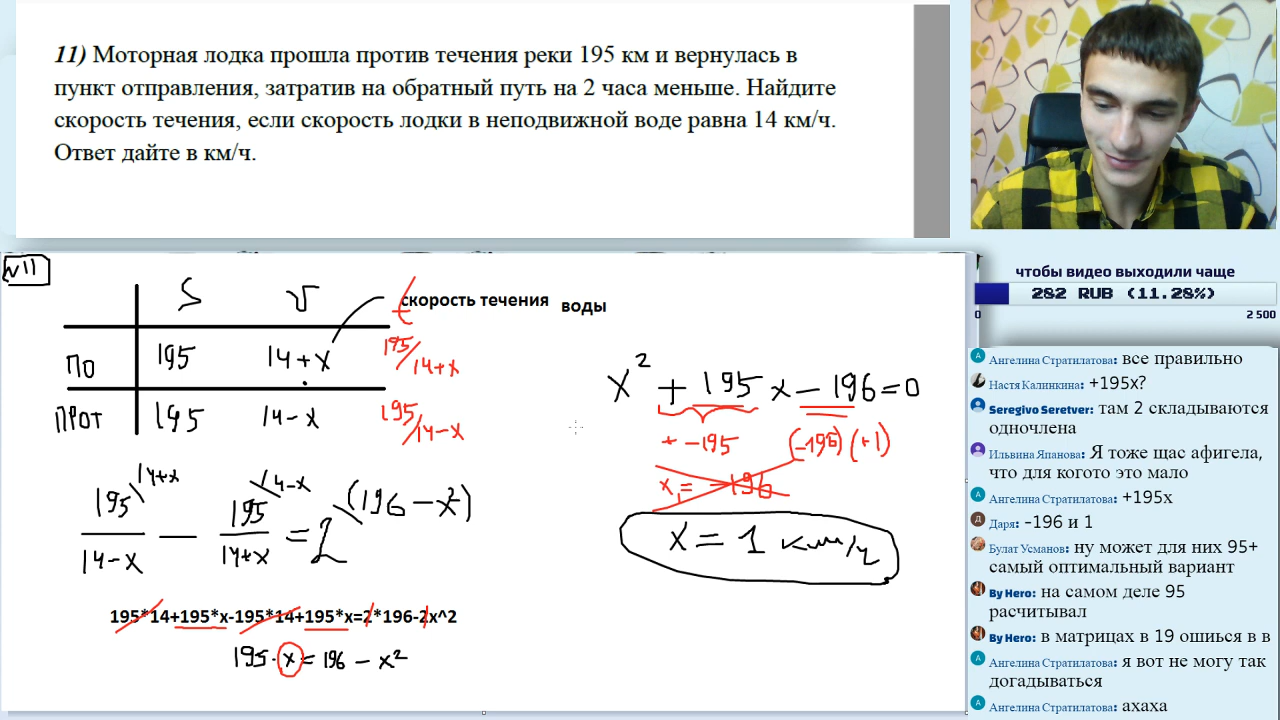 11) Моторная лодка прошла против течения реки 195 км и вернулась в
пункт отправления, затратив на обратный путь на 2 часа меньше. Найдите
скорость течения, если скорость лодки в неподвижной воде равна 14 км/ч.
Ответ дайте в км/ч.
№11
S V t скорость течения воды
ПО 195 14+x 195/14+x
ПРОТ 195 14-x 195/14-x
195^14+x/14-x — 195^14-x/14+x = 2^(196-x²)
195*14+195*x-195*14+195*x=2*196-2x^2
195·x = 196 - x²
x² + 195x - 196=0
+ -195 (-196)(+1)
x₁= -196
x = 1 км/ч
чтобы видео выходили чаще
282 RUB (11.28%)
0 2 500
А Ангелина Стратилатова: все правильно
Настя Калинкина: +195х?
Seregivo Seretver: там 2 складываются
одночлена
Ильвина Япанова: Я тоже щас афигела,
что для когото это мало
А Ангелина Стратилатова: +195х
Д Даря: -196 и 1
Булат Усманов: ну может для них 95+
самый оптимальный вариант
By Hero: на самом деле 95
расчитывал
By Hero: в матрицах в 19 ошиься в в
А Ангелина Стратилатова: я вот не могу так
догадываться
А Ангелина Стратилатова: ахаха